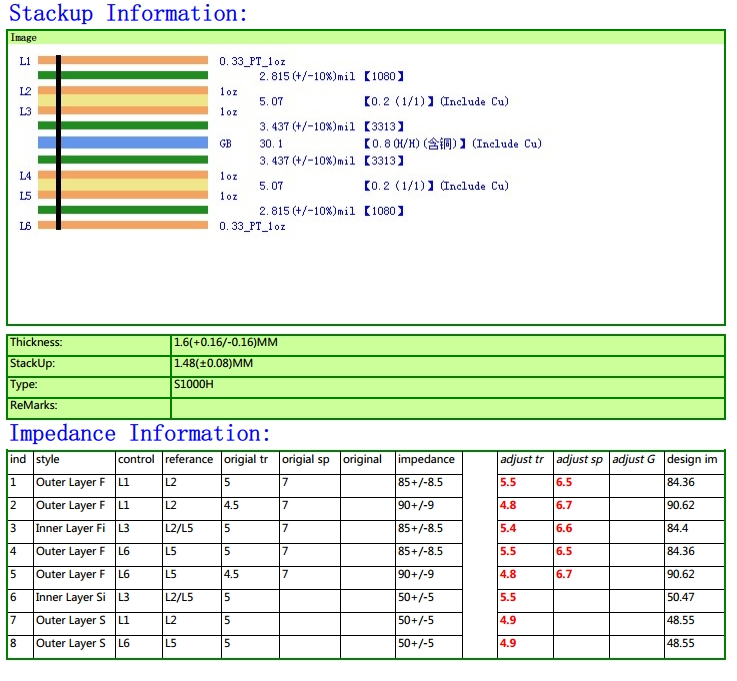 Stackup Information:
Image
L1 0.33_PT_1oz
2.815(+/-10%)mil 【1080】
L2 1oz
5.07 【0.2 (1/1)】(Include Cu)
L3 1oz
3.437(+/-10%)mil 【3313】
GB 30.1 【0.8(H/H)(含铜)】(Include Cu)
3.437(+/-10%)mil 【3313】
L4 1oz
5.07 【0.2 (1/1)】(Include Cu)
L5 1oz
2.815(+/-10%)mil 【1080】
L6 0.33_PT_1oz
Thickness: 1.6(+0.16/-0.16)MM
StackUp: 1.48(±0.08)MM
Type: S1000H
ReMarks:
Impedance Information:
ind style control referance origial tr origial sp original impedance adjust tr adjust sp adjust G design im
1 Outer Layer F L1 L2 5 7 85+/-8.5 5.5 6.5 84.36
2 Outer Layer F L1 L2 4.5 7 90+/-9 4.8 6.7 90.62
3 Inner Layer Fi L3 L2/L5 5 7 85+/-8.5 5.4 6.6 84.4
4 Outer Layer F L6 L5 5 7 85+/-8.5 5.5 6.5 84.36
5 Outer Layer F L6 L5 4.5 7 90+/-9 4.8 6.7 90.62
6 Inner Layer Si L3 L2/L5 5 50+/-5 5.5 50.47
7 Outer Layer S L1 L2 5 50+/-5 4.9 48.55
8 Outer Layer S L6 L5 5 50+/-5 4.9 48.55